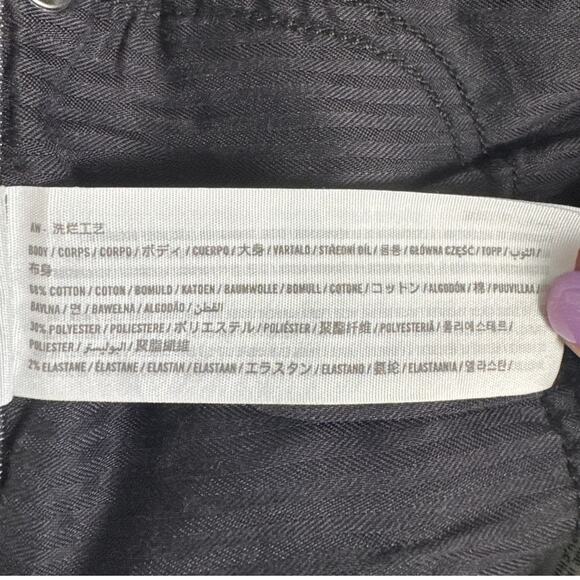 AW - 洗烂工艺
BODY / CORPS / CORPO / ボディ / CUERPO / 大身 / VARTALO / STŘEDNÍ DÍL / 몸통 / GŁÓWNA CZĘŚĆ / TOPP / الثوب /
布身
68% COTTON / COTON / BOMULD / KATOEN / BAUMWOLLE / BOMULL / COTONE / コットン / ALGODÓN / 棉 / PUUVILLAA /
BAVLNA / 면 / BAWEŁNA / ALGODÃO / القطن /
30% POLYESTER / POLIESTERE / ポリエステル / POLIÉSTER / 聚酯纤维 / POLYESTERIÄ / 폴리에스테르 /
POLIESTER / البوليستر / 聚脂纖維
2% ELASTANE / ÉLASTANE / ELASTAN / ELASTAAN / エラスタン / ELASTANO / 氨纶 / ELASTAANIA / 엘라스탄 /